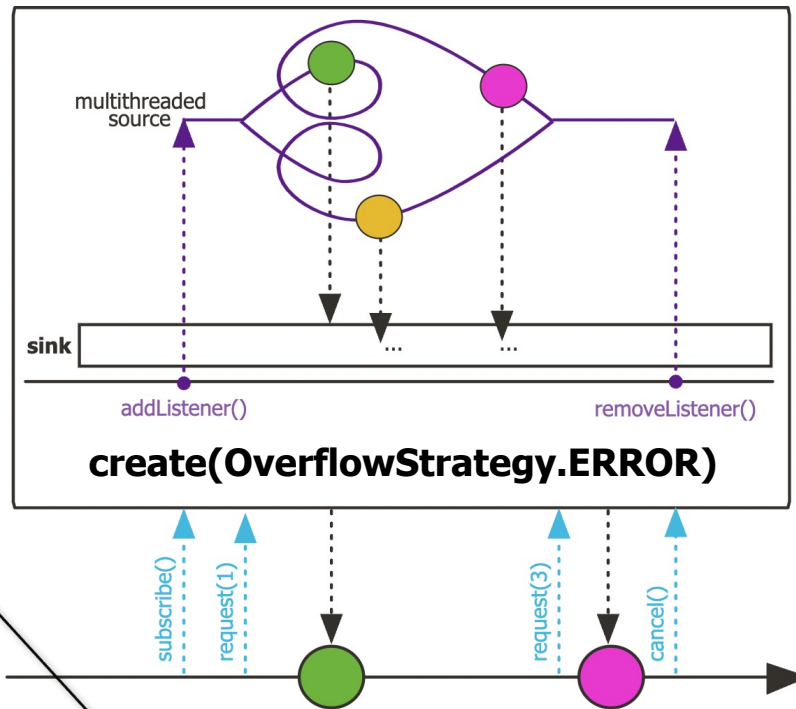 multithreaded
source
...
...
sink
addListener()
removeListener()
create(OverflowStrategy.ERROR)
subscribe()
request(1)
request(3)
cancel()